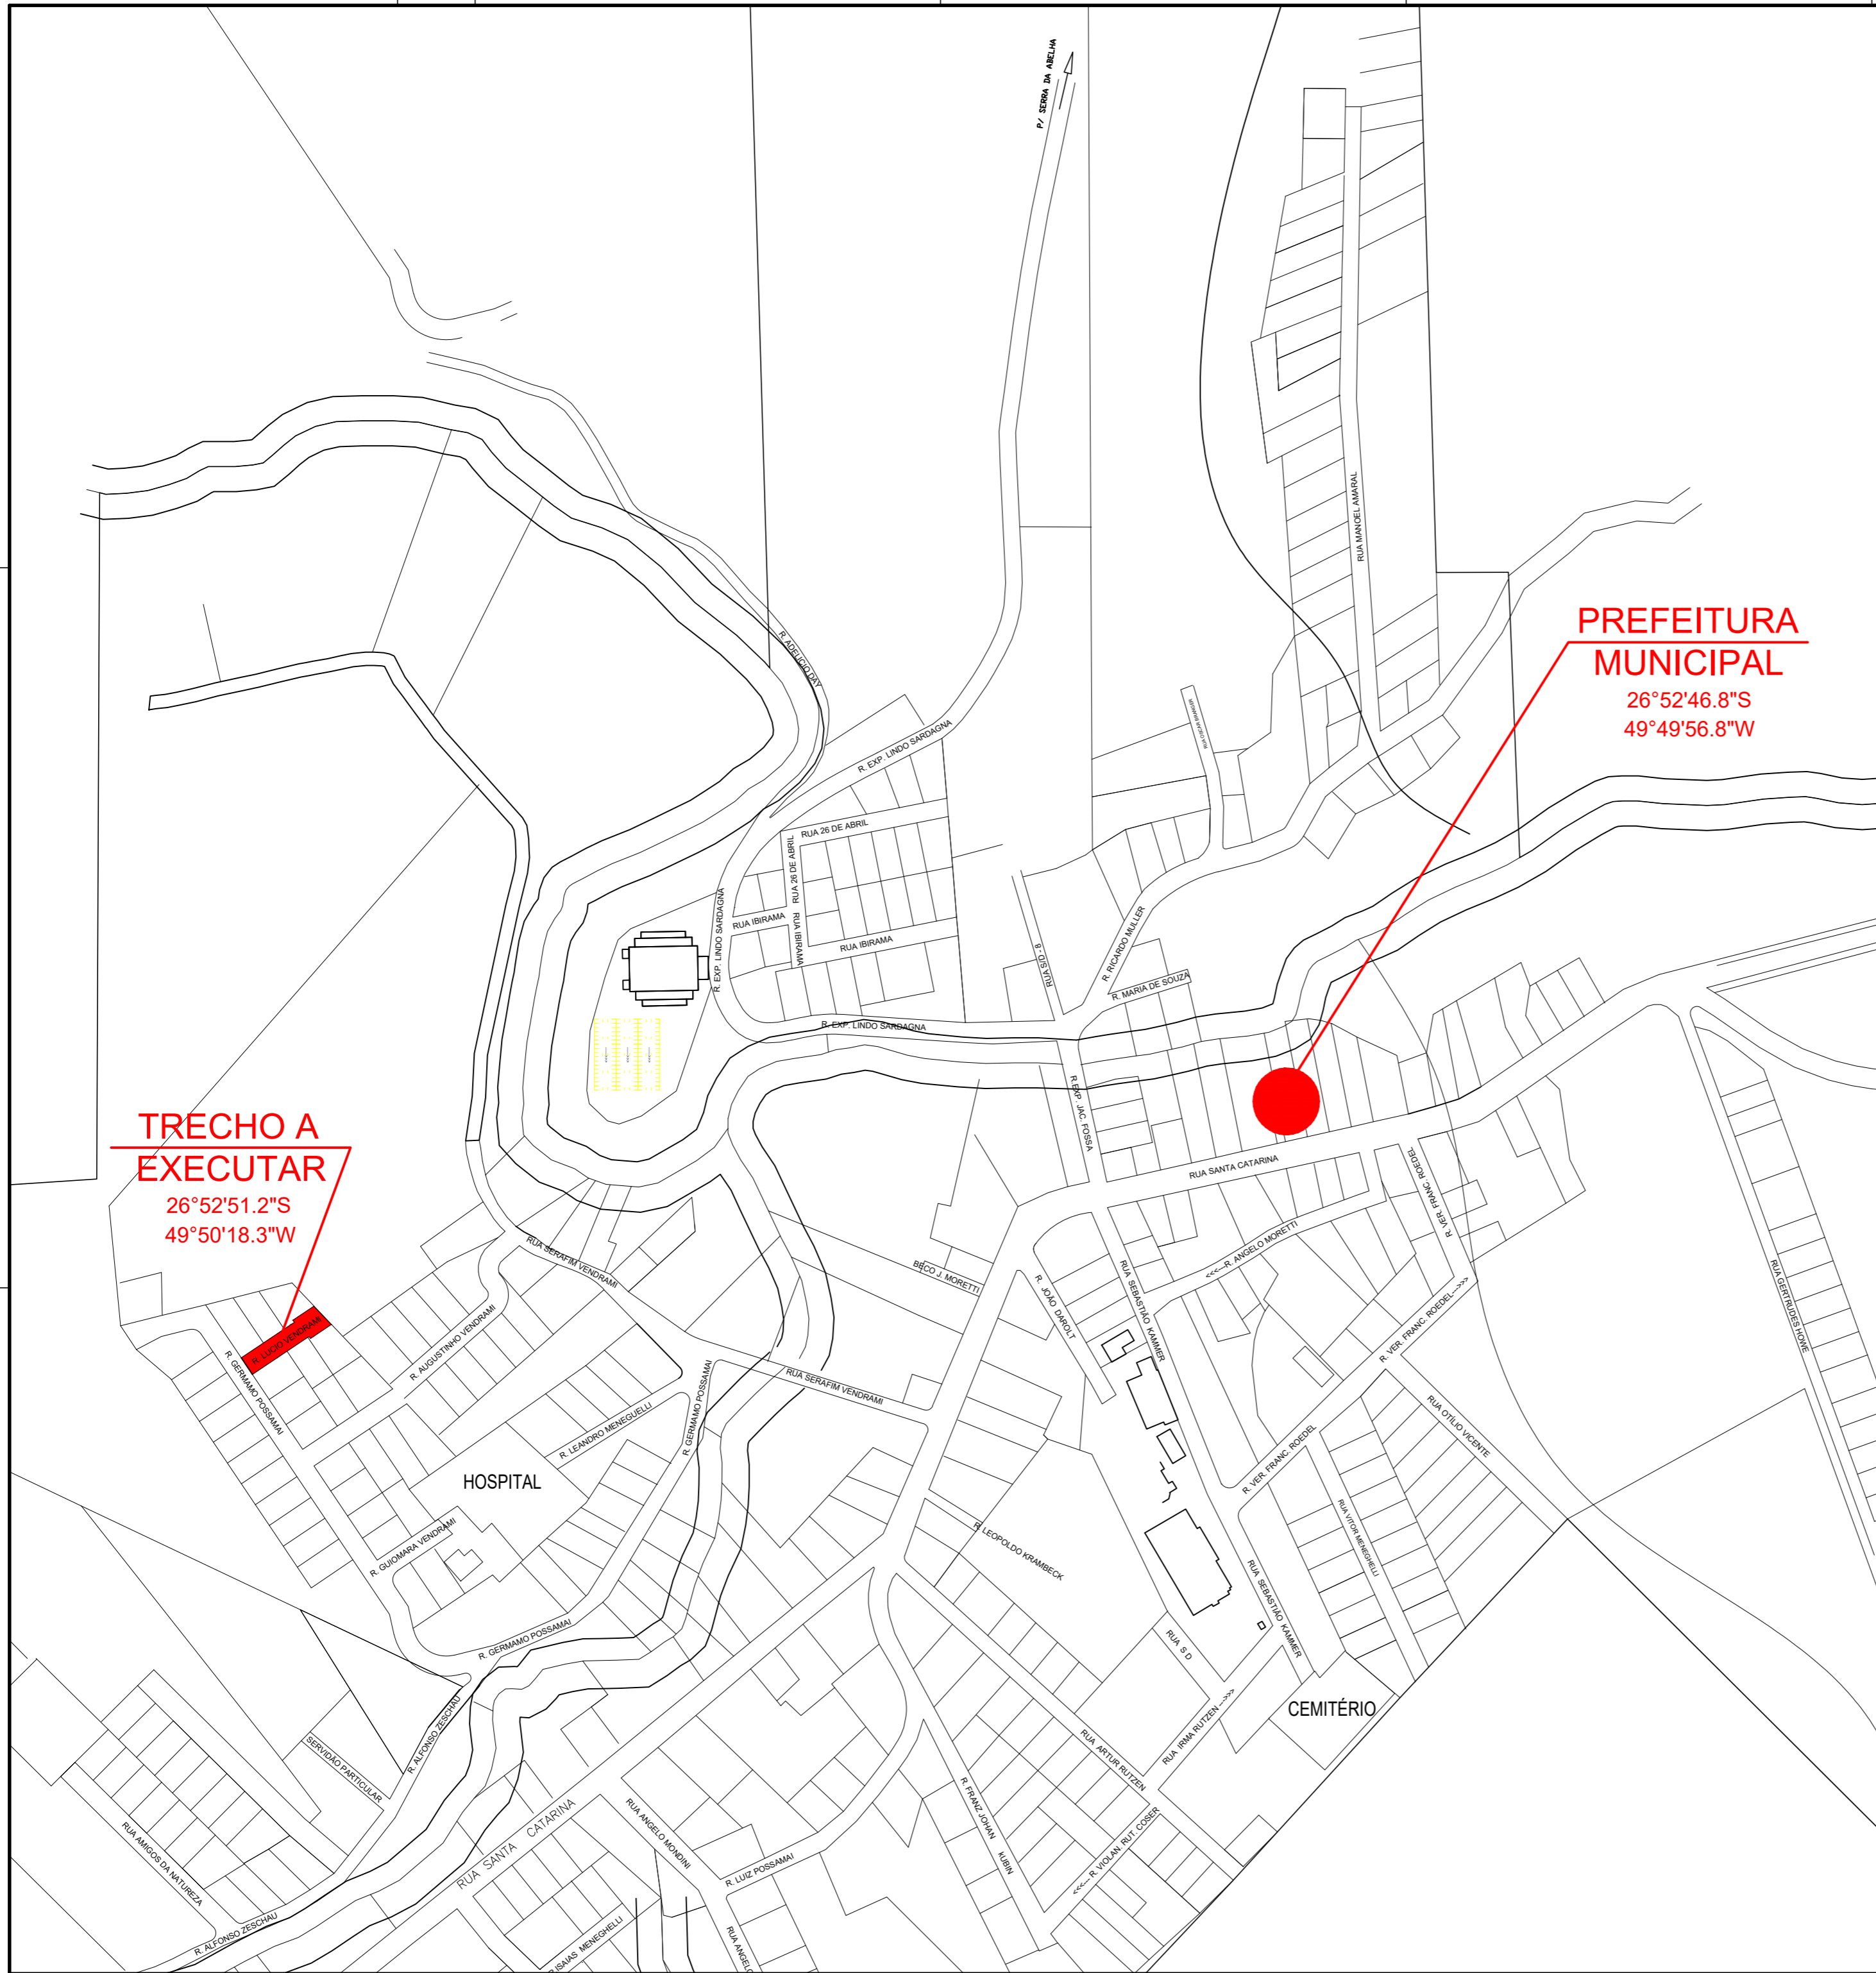 P/ SERRA DA ABELHA
RUA MANOEL AMARAL
PREFEITURA
MUNICIPAL
26°52'46.8"S
49°49'56.8"W
R. ADELICIO DAY
R. EXP. LINDO SARDAGNA
RUA 26 DE ABRIL
RUA 26 DE ABRIL
R. EXP. LINDO SARDAGNA
RUA IBIRAMA
RUA IBIRAMA
RUA IBIRAMA
R. RICARDO MULLER
RUA S/D - 8
R. MARIA DE SOUZA
R. EXP. LINDO SARDAGNA
R.EXP. JAC. FOSSA
TRECHO A
EXECUTAR
26°52'51.2"S
49°50'18.3"W
RUA SANTA CATARINA
R. VER. FRANC. ROEDEL
<<<---R. ANGELO MORETTI
RUA SERAFIM VENDRAMI
BECO J. MORETTI
R. JOÃO DAROLT
RUA SEBASTIÃO KAMMER
RUA GERTRUDES HOWE
R. LUCIO VENDRAMI
R. AUGUSTINHO VENDRAMI
R. GERMAMO POSSAMAI
R. VER. FRANC. ROEDEL--->>>
RUA SERAFIM VENDRAMI
R. GERMAMO POSSAMAI
R. LEANDRO MENEGUELLI
RUA OTÍLIO VICENTE
HOSPITAL
R. VER. FRANC. ROEDEL
RUA VITOR MENEGHELLI
R. GUIOMARA VENDRAMI
R. LEOPOLDO KRAMBECK
RUA SEBASTIÃO KAMMER
R. GERMAMO POSSAMAI
RUA S D
CEMITÉRIO
RUA IRMA RUTZEN --->>>
R. ALFONSO ZESCHAU
SERVIDÃO PARTICULAR
RUA ARTUR RUTZEN
RUA SANTA CATARINA
RUA ANGELO MONDINI
R. FRANZ JOHAN KUBIN
<<<--- R. VIOLAN. RUT. COSER
RUA AMIGOS DA NATUREZA
R. LUIZ POSSAMAI
R. ALFONSO ZESCHAU
ISAIAS MENEGHELLI
RUA ANGELO